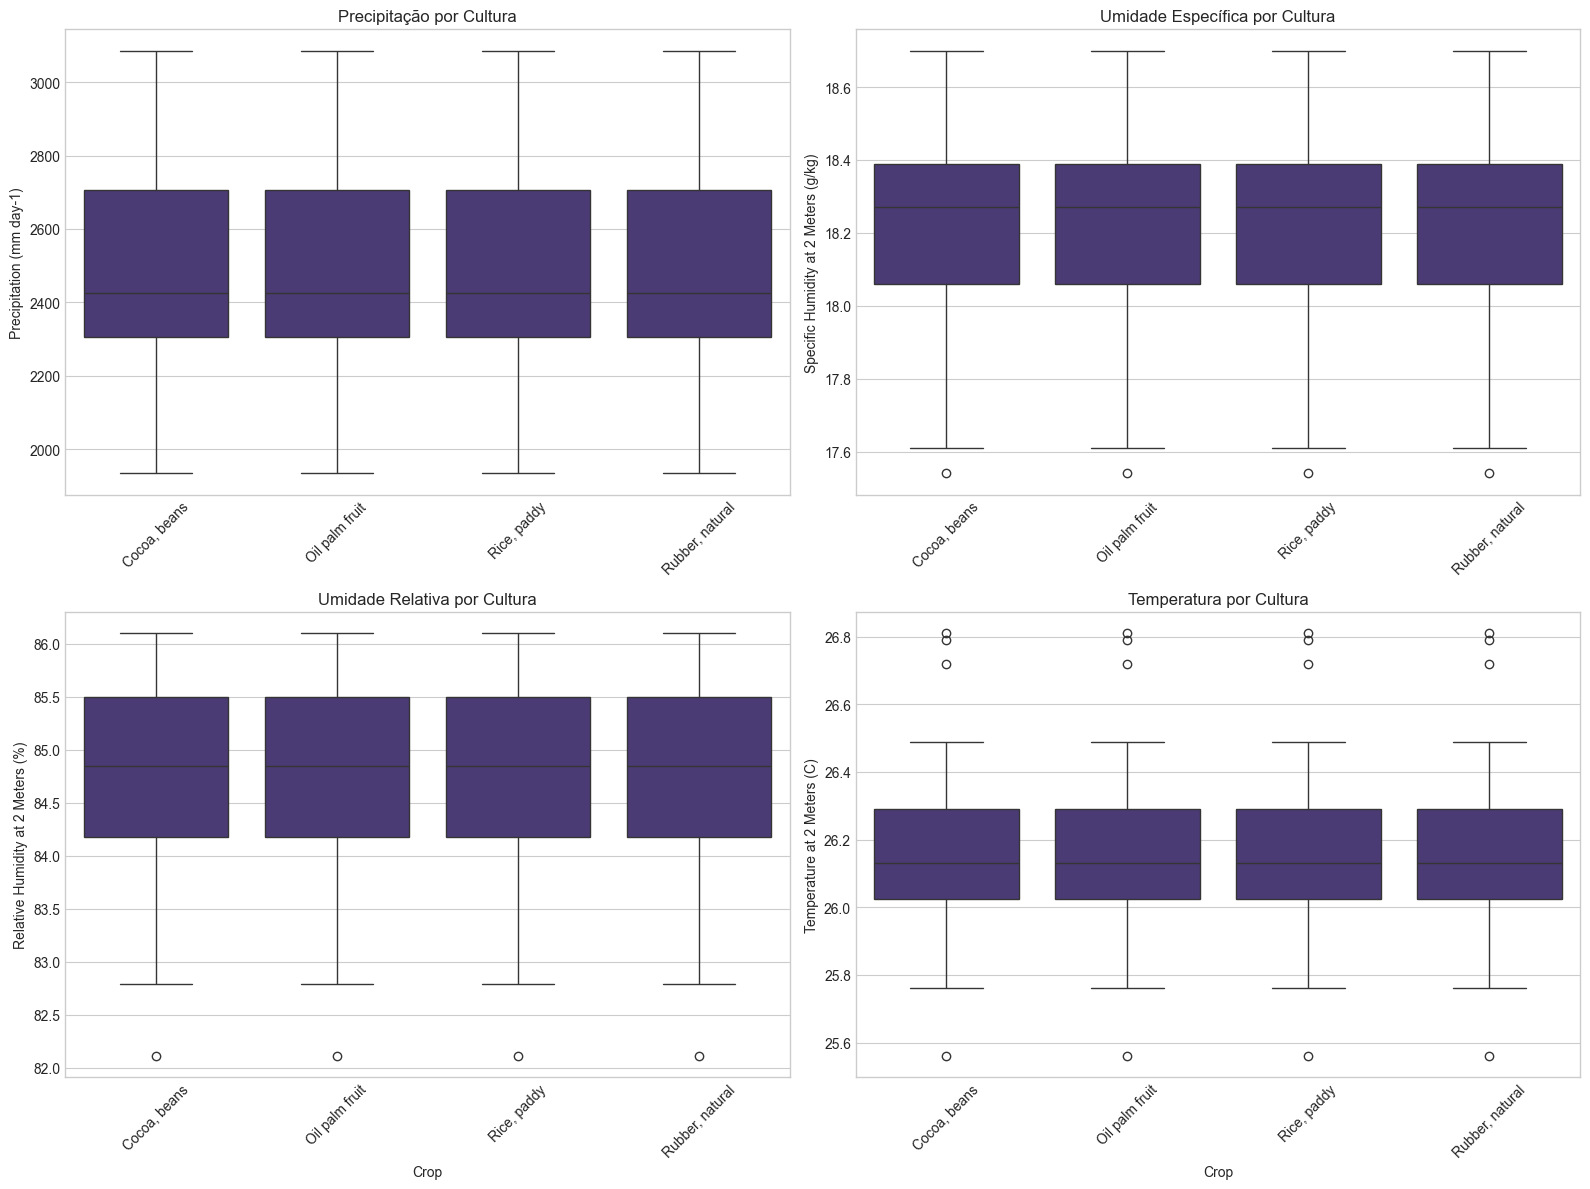 Precipitação por Cultura
Precipitation (mm day-1)
3000
2800
2600
2400
2200
2000
Cocoa, beans
Oil palm fruit
Rice, paddy
Rubber, natural
Umidade Específica por Cultura
Specific Humidity at 2 Meters (g/kg)
18.6
18.4
18.2
18.0
17.8
17.6
Cocoa, beans
Oil palm fruit
Rice, paddy
Rubber, natural
Umidade Relativa por Cultura
Relative Humidity at 2 Meters (%)
86.0
85.5
85.0
84.5
84.0
83.5
83.0
82.5
82.0
Cocoa, beans
Oil palm fruit
Rice, paddy
Rubber, natural
Crop
Temperatura por Cultura
Temperature at 2 Meters (C)
26.8
26.6
26.4
26.2
26.0
25.8
25.6
Cocoa, beans
Oil palm fruit
Rice, paddy
Rubber, natural
Crop